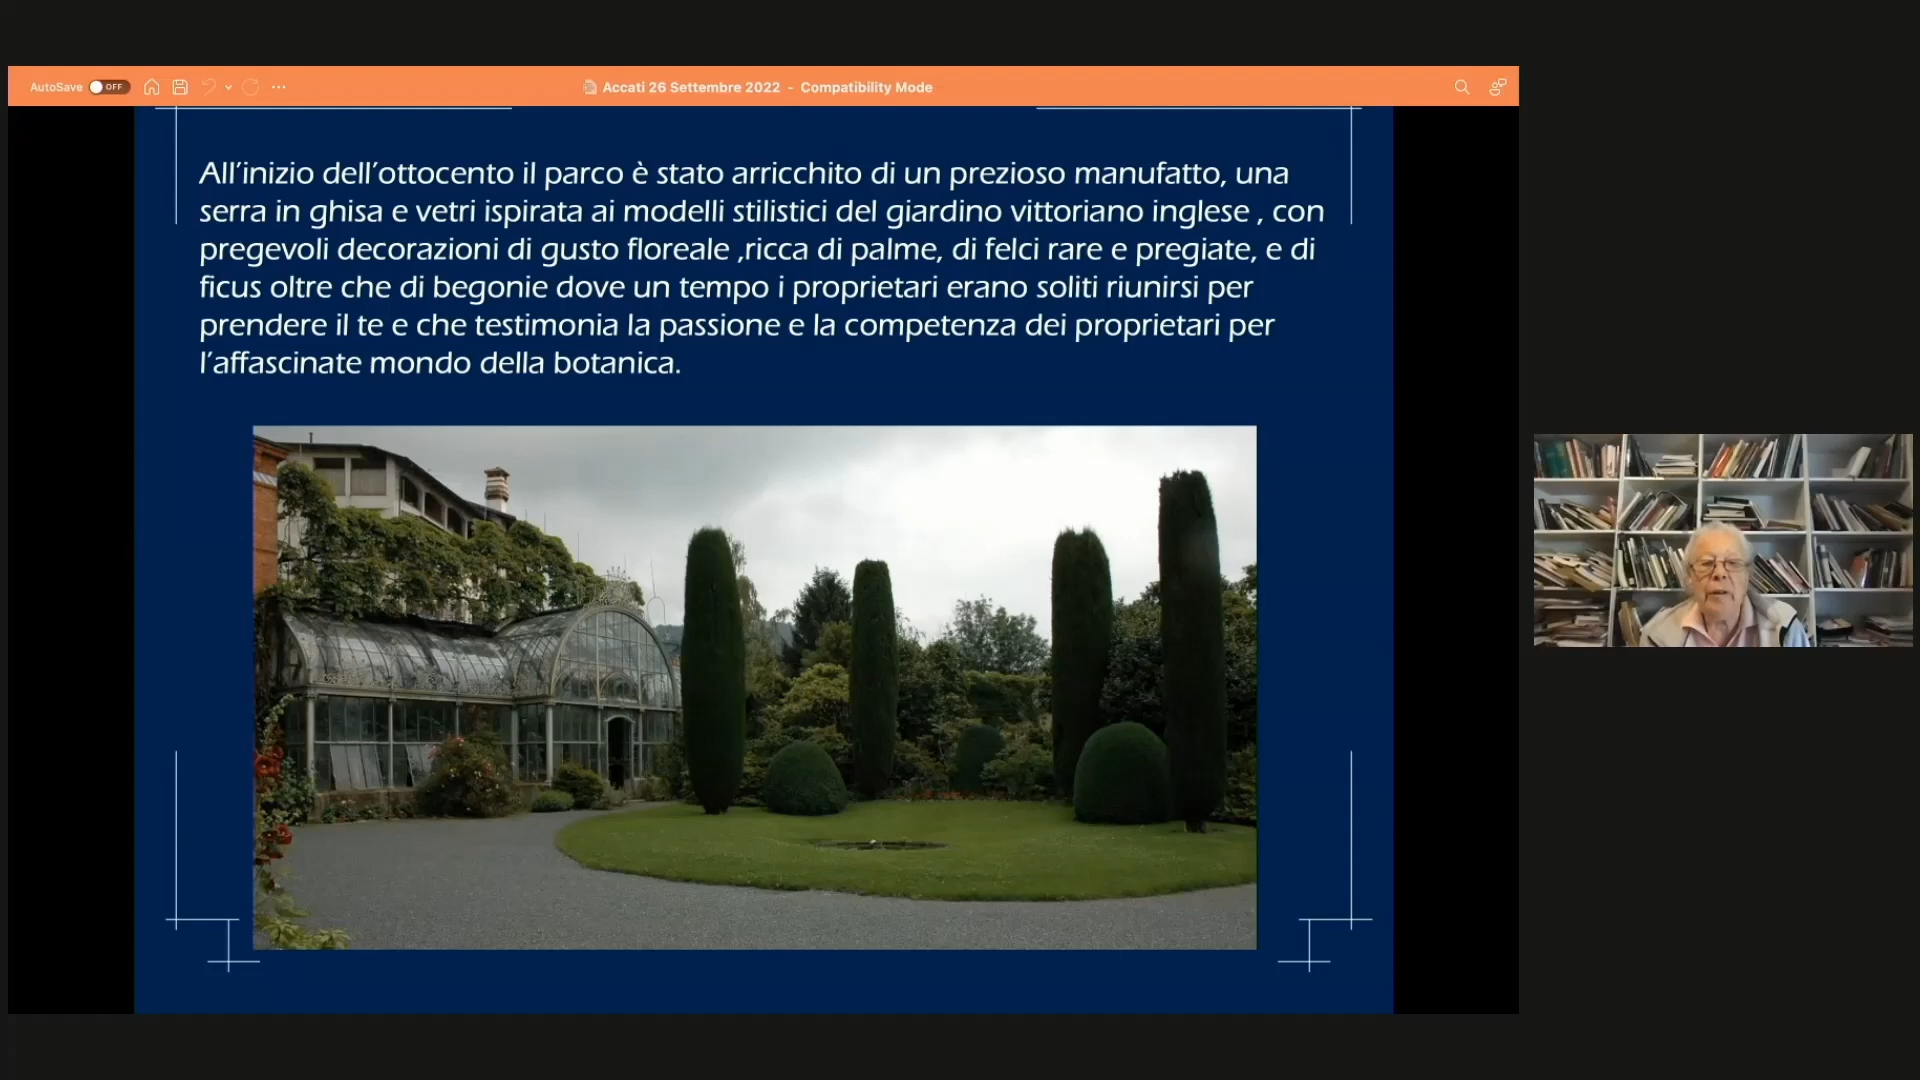 AutoSave OFF
Accati 26 Settembre 2022 - Compatibility Mode
All'inizio dell'ottocento il parco è stato arricchito di un prezioso manufatto, una
serra in ghisa e vetri ispirata ai modelli stilistici del giardino vittoriano inglese , con
pregevoli decorazioni di gusto floreale ,ricca di palme, di felci rare e pregiate, e di
ficus oltre che di begonie dove un tempo i proprietari erano soliti riunirsi per
prendere il te e che testimonia la passione e la competenza dei proprietari per
l'affascinate mondo della botanica.